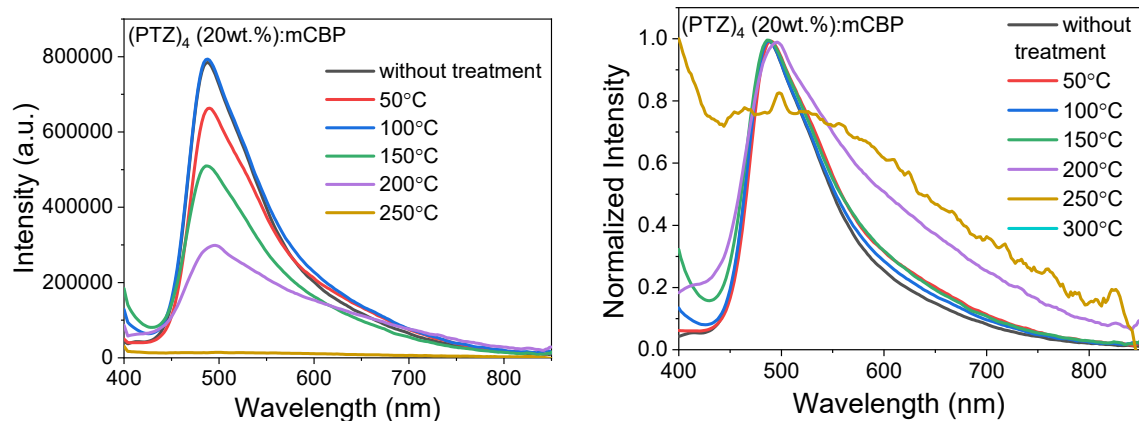 (PTZ)₄ (20wt.%):mCBP
without treatment
50°C
100°C
150°C
200°C
250°C
Intensity (a.u.)
800000
600000
400000
200000
0
400 500 600 700 800
Wavelength (nm)
(PTZ)₄ (20wt.%):mCBP
without
treatment
50°C
100°C
150°C
200°C
250°C
300°C
Normalized Intensity
1.0
0.8
0.6
0.4
0.2
0.0
400 500 600 700 800
Wavelength (nm)